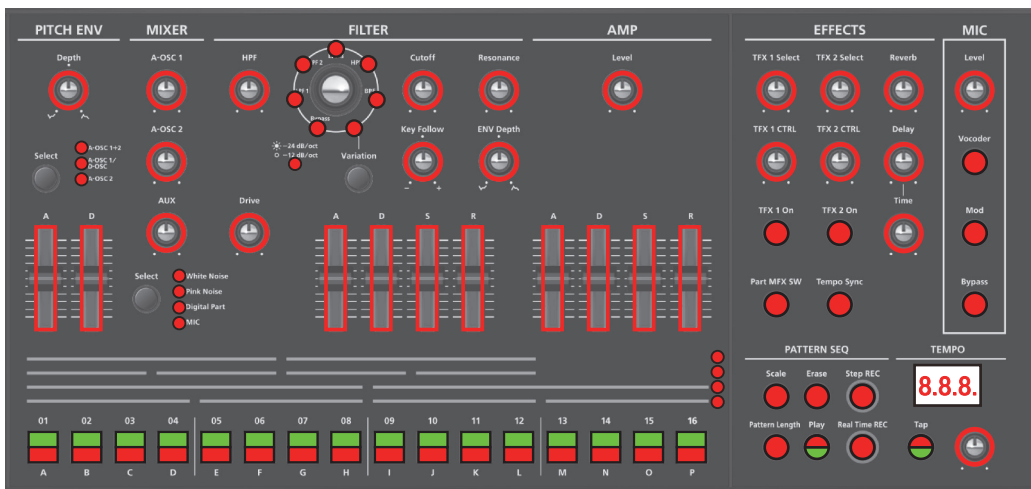 PITCH ENV MIXER FILTER AMP EFFECTS MIC
Depth A-OSC 1 HPF Cutoff Resonance Level TFX 1 Select TFX 2 Select Reverb Level
Bypass
A-OSC 2 Key Follow ENV Depth TFX 1 CTRL TFX 2 CTRL Delay Vocoder
-24 dB/oct
-12 dB/oct
Variation
- +
Select
A-OSC 1+2
A-OSC 1/
D-OSC
A-OSC 2
AUX Drive TFX 1 On TFX 2 On Time Mod
A D A D S R A D S R
Select
White Noise
Pink Noise
Digital Part
MIC
Part MFX SW Tempo Sync Bypass
PATTERN SEQ TEMPO
Scale Erase Step REC
8.8.8.
01 02 03 04 05 06 07 08 09 10 11 12 13 14 15 16
Pattern Length Play Real Time REC Tap
A B C D E F G H I J K L M N O P